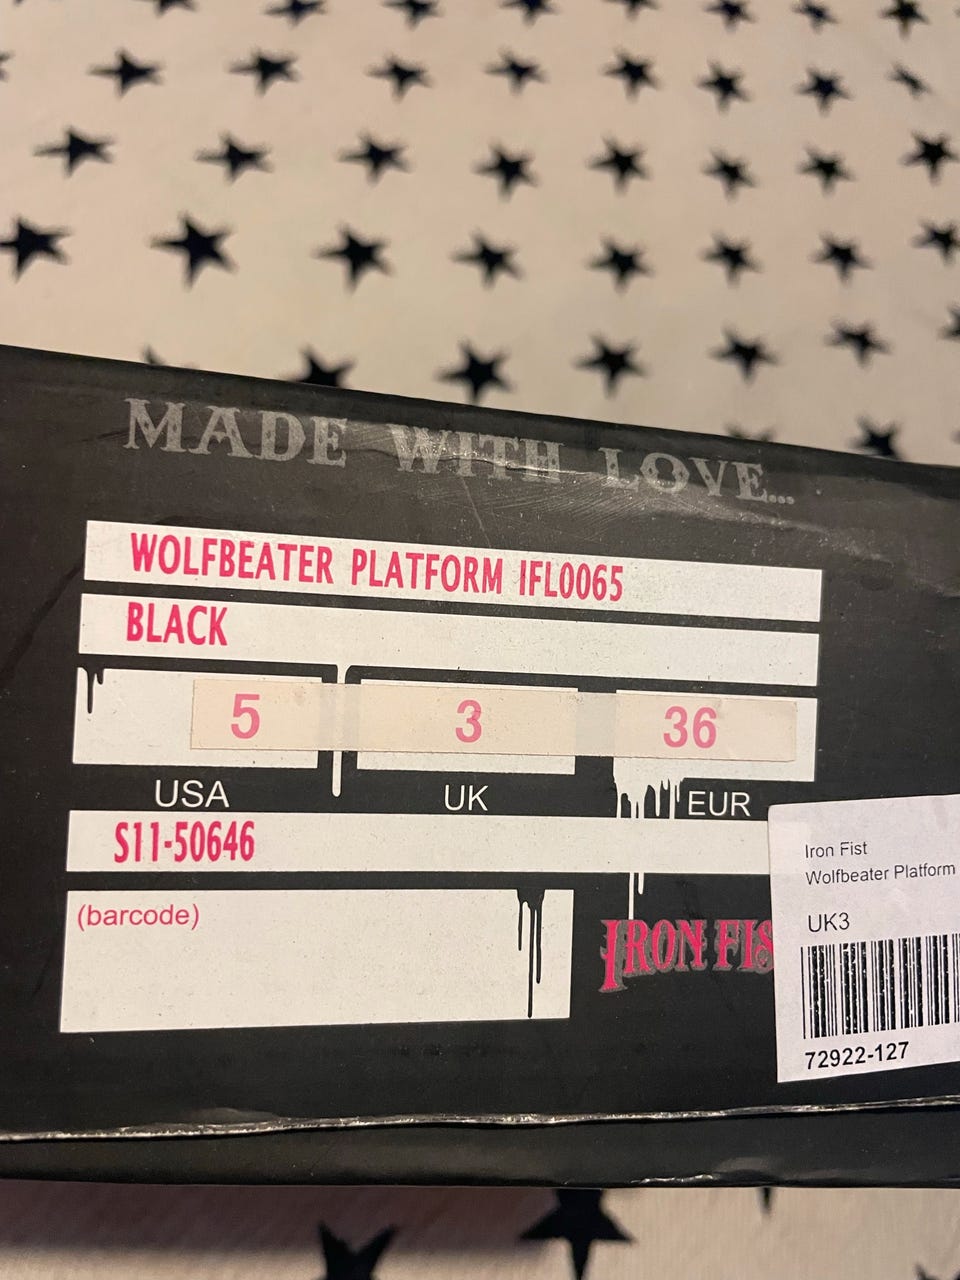 MADE WITH LOVE...
WOLFBEATER PLATFORM IFL0065
BLACK
5 3 36
USA UK EUR
S11-50646
(barcode)
IRON FIS
Iron Fist
Wolfbeater Platform
UK3
72922-127